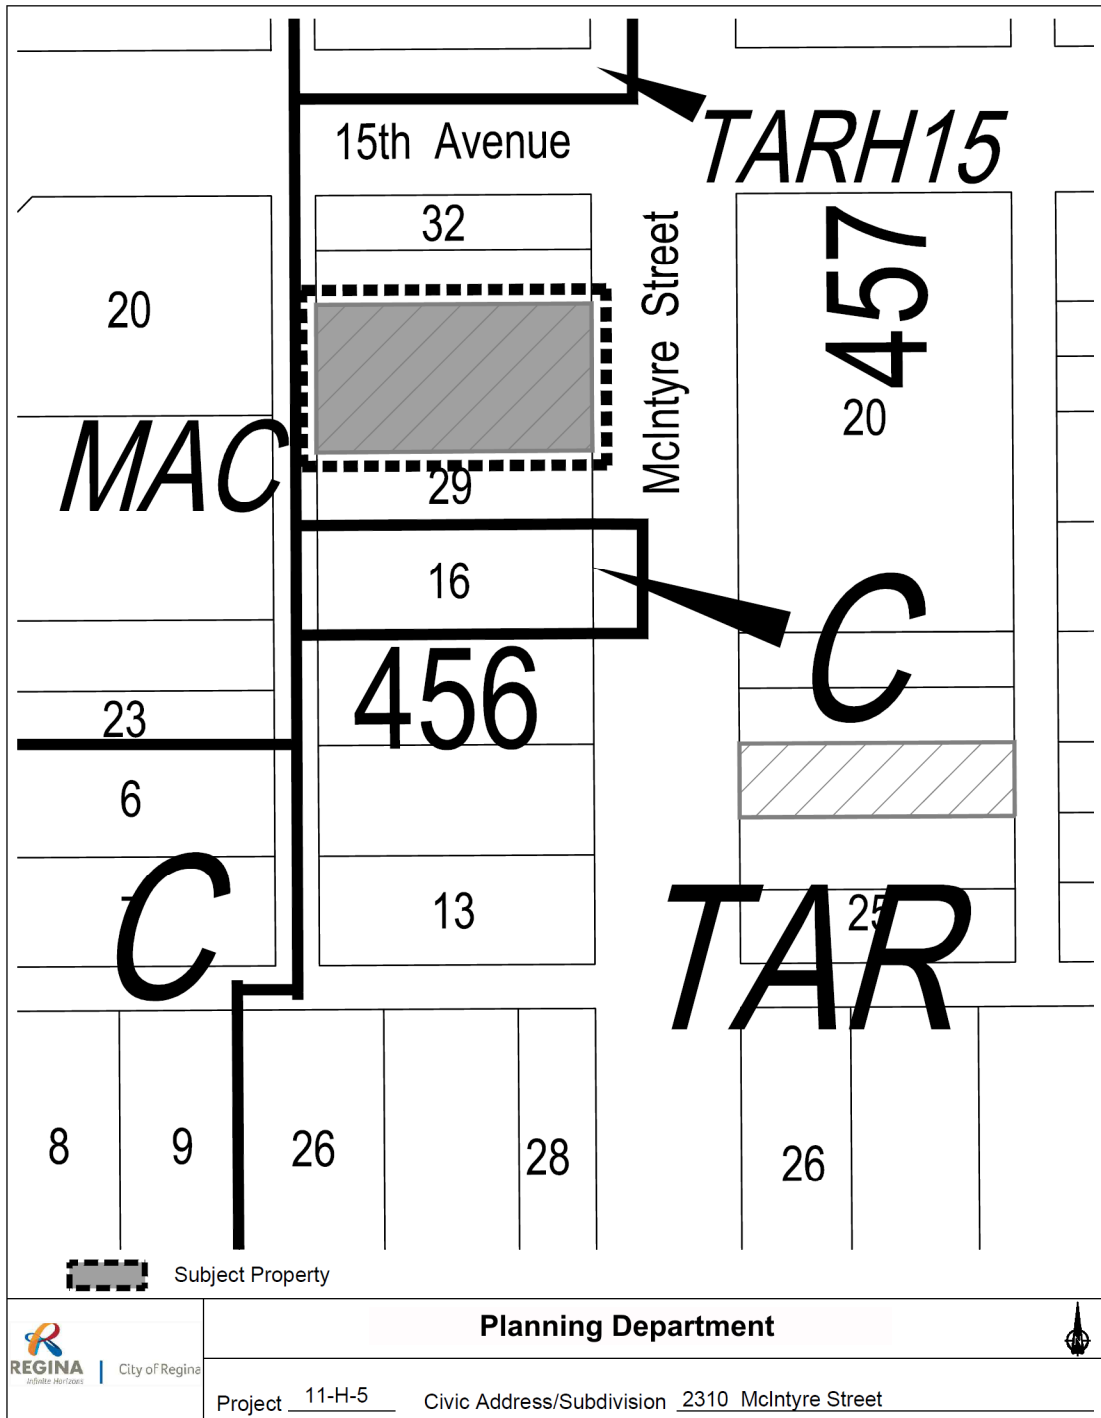 TARH15
15th Avenue
32
McIntyre Street
457
20
20
MAC
29
16
C
456
23
6
C
13
25
TAR
8
9
26
28
26
Subject Property
Planning Department
REGINA
Infinite Horizons
City of Regina
Project 11-H-5 Civic Address/Subdivision 2310 McIntyre Street